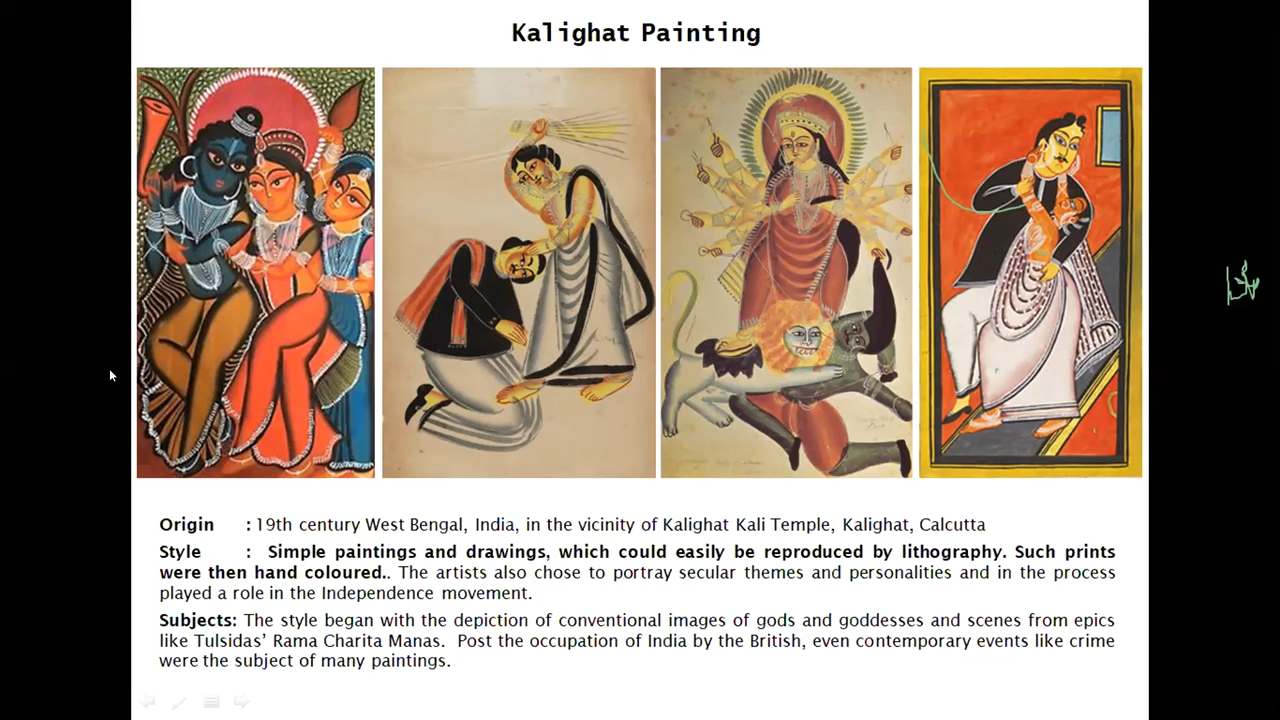 Kalighat Painting
Origin : 19th century West Bengal, India, in the vicinity of Kalighat Kali Temple, Kalighat, Calcutta
Style : Simple paintings and drawings, which could easily be reproduced by lithography. Such prints
were then hand coloured.. The artists also chose to portray secular themes and personalities and in the process
played a role in the Independence movement.
Subjects: The style began with the depiction of conventional images of gods and goddesses and scenes from epics
like Tulsidas’ Rama Charita Manas. Post the occupation of India by the British, even contemporary events like crime
were the subject of many paintings.